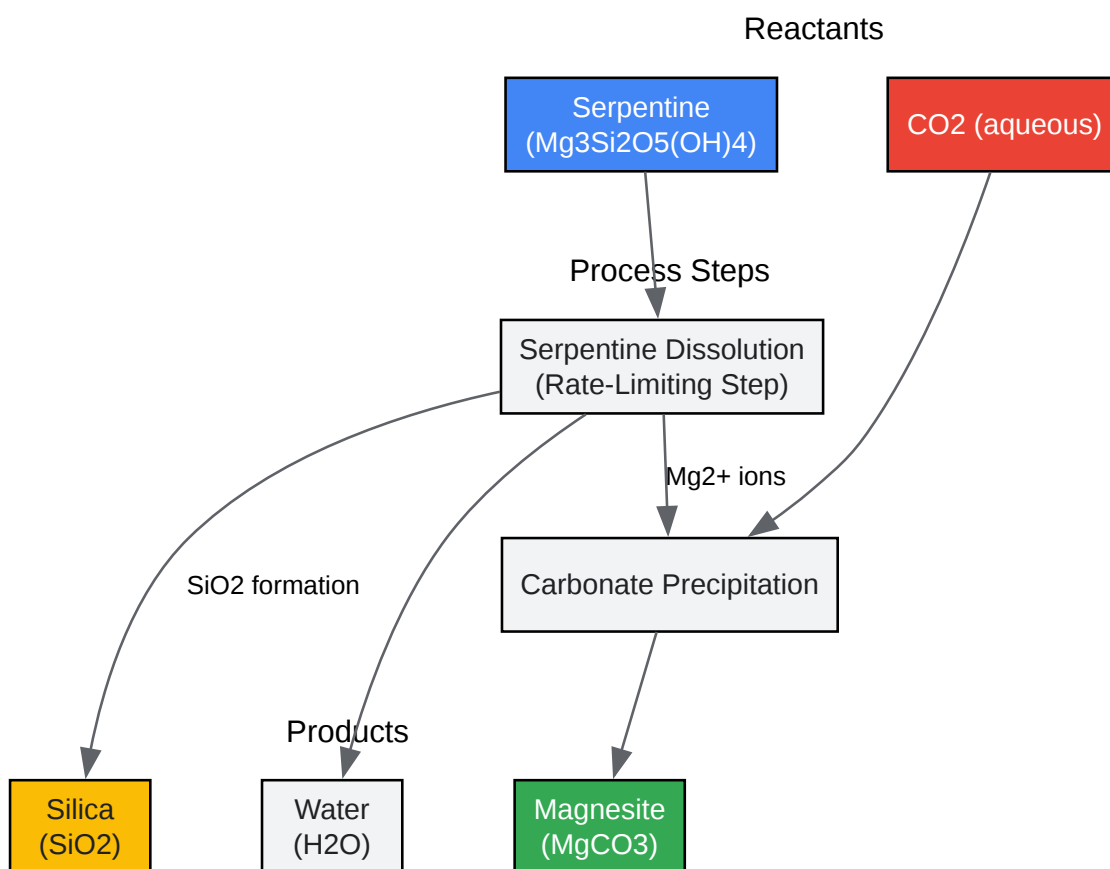 Reactants
Serpentine
(Mg3Si2O5(OH)4)
CO2 (aqueous)
Process Steps
Serpentine Dissolution
(Rate-Limiting Step)
Mg2+ ions
Carbonate Precipitation
SiO2 formation
Products
Silica
(SiO2)
Water
(H2O)
Magnesite
(MgCO3)